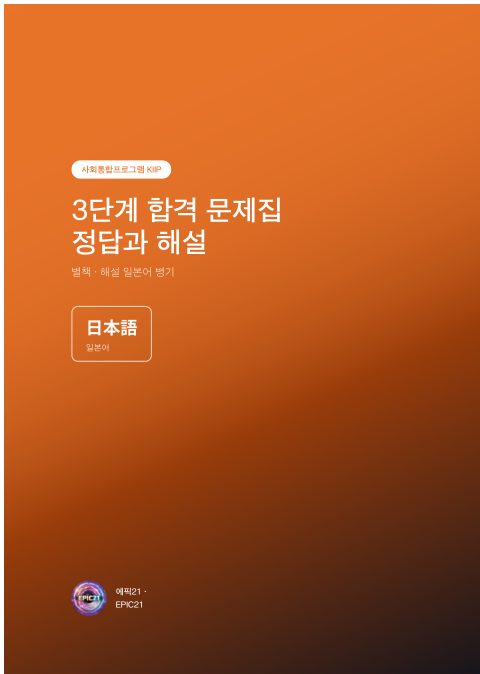 사회통합프로그램 KIIP
3단계 합격 문제집
정답과 해설
별책 · 해설 일본어 병기
日本語
일본어
EPIC21
에픽21 ·
EPIC21